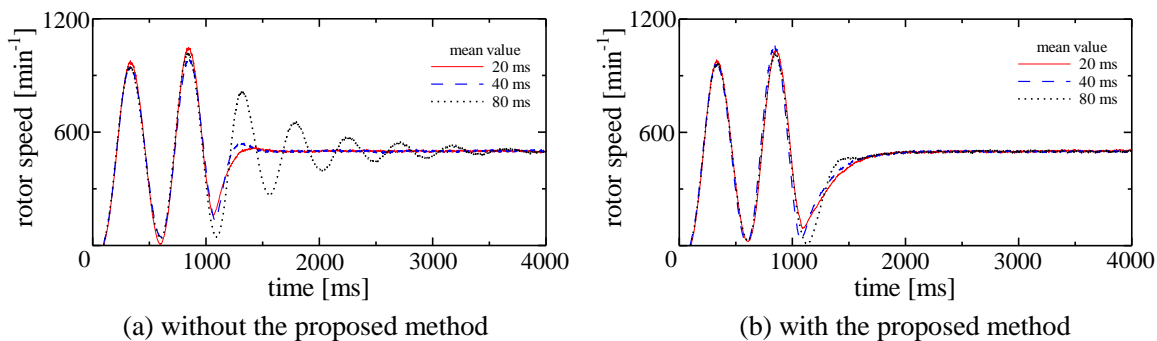 1200
600
0
rotor speed [min-1]
mean value
20 ms
40 ms
80 ms
0 1000 2000 3000 4000
time [ms]
(a) without the proposed method
1200
600
0
rotor speed [min-1]
mean value
20 ms
40 ms
80 ms
0 1000 2000 3000 4000
time [ms]
(b) with the proposed method